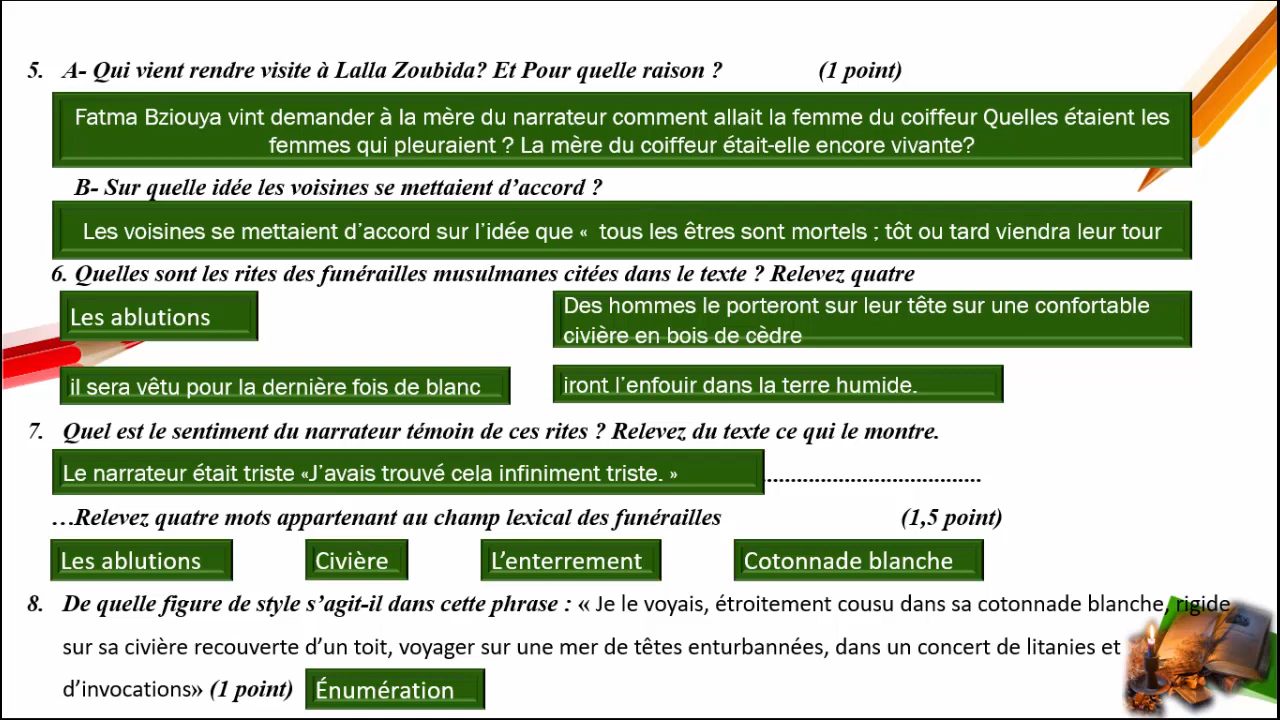 5. A- Qui vient rendre visite à Lalla Zoubida? Et Pour quelle raison ? (1 point)
Fatma Bziouya vint demander à la mère du narrateur comment allait la femme du coiffeur Quelles étaient les
femmes qui pleuraient ? La mère du coiffeur était-elle encore vivante?
B- Sur quelle idée les voisines se mettaient d’accord ?
Les voisines se mettaient d’accord sur l’idée que « tous les êtres sont mortels ; tôt ou tard viendra leur tour
6. Quelles sont les rites des funérailles musulmanes citées dans le texte ? Relevez quatre
Les ablutions
Des hommes le porteront sur leur tête sur une confortable
civière en bois de cèdre
il sera vêtu pour la dernière fois de blanc
iront l’enfouir dans la terre humide.
7. Quel est le sentiment du narrateur témoin de ces rites ? Relevez du texte ce qui le montre.
Le narrateur était triste «J’avais trouvé cela infiniment triste. » ....................................
…Relevez quatre mots appartenant au champ lexical des funérailles (1,5 point)
Les ablutions Civière L’enterrement Cotonnade blanche
8. De quelle figure de style s’agit-il dans cette phrase : « Je le voyais, étroitement cousu dans sa cotonnade blanche, rigide
sur sa civière recouverte d’un toit, voyager sur une mer de têtes enturbannées, dans un concert de litanies et
d’invocations» (1 point) Énumération